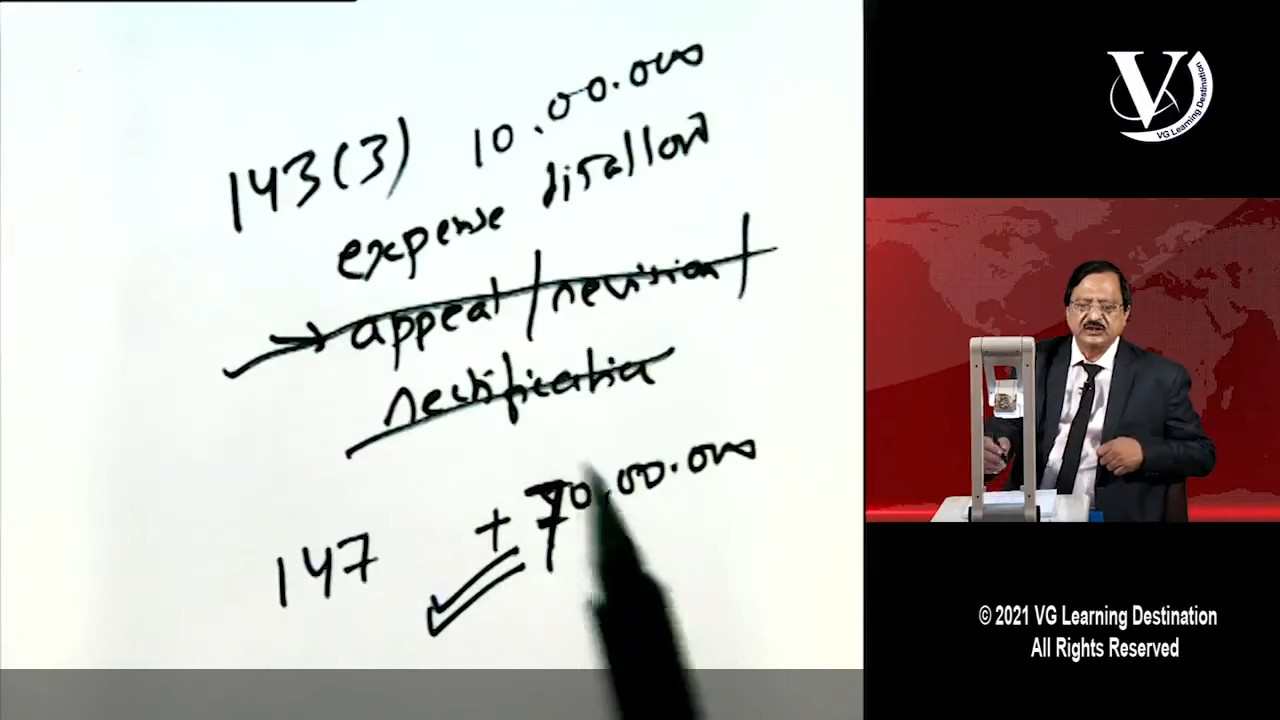 143(3) 10.00.000
expense disallow
appeal/revision/
rectification
147 + 70.00.000
V
VG Learning Destination
© 2021 VG Learning Destination
All Rights Reserved